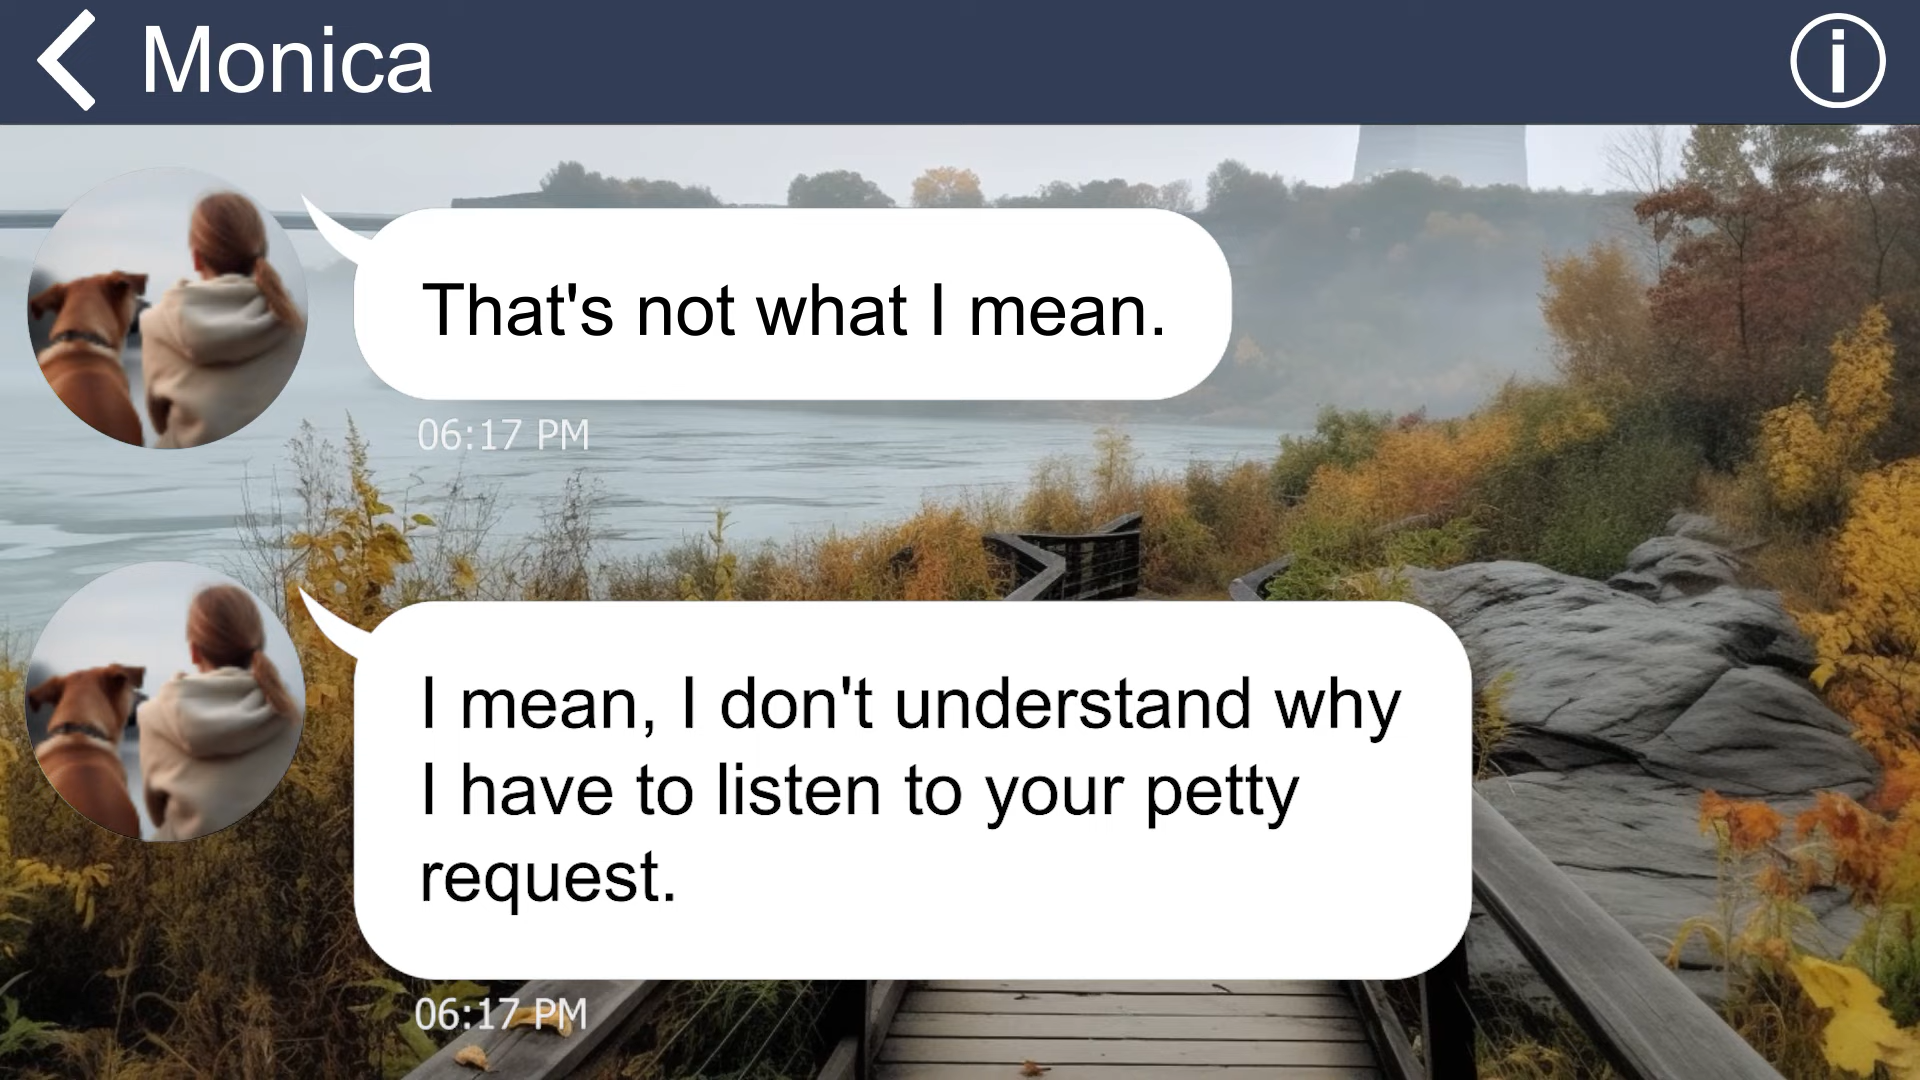 Monica
That's not what I mean.
06:17 PM
I mean, I don't understand why
I have to listen to your petty
request.
06:17 PM